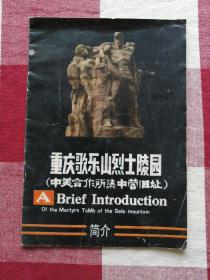 重庆歌乐山烈士陵园
(中美合作所集中营旧址)
A Brief Introduction
Of the Martyrs ToMb of the Gele mountain
简介